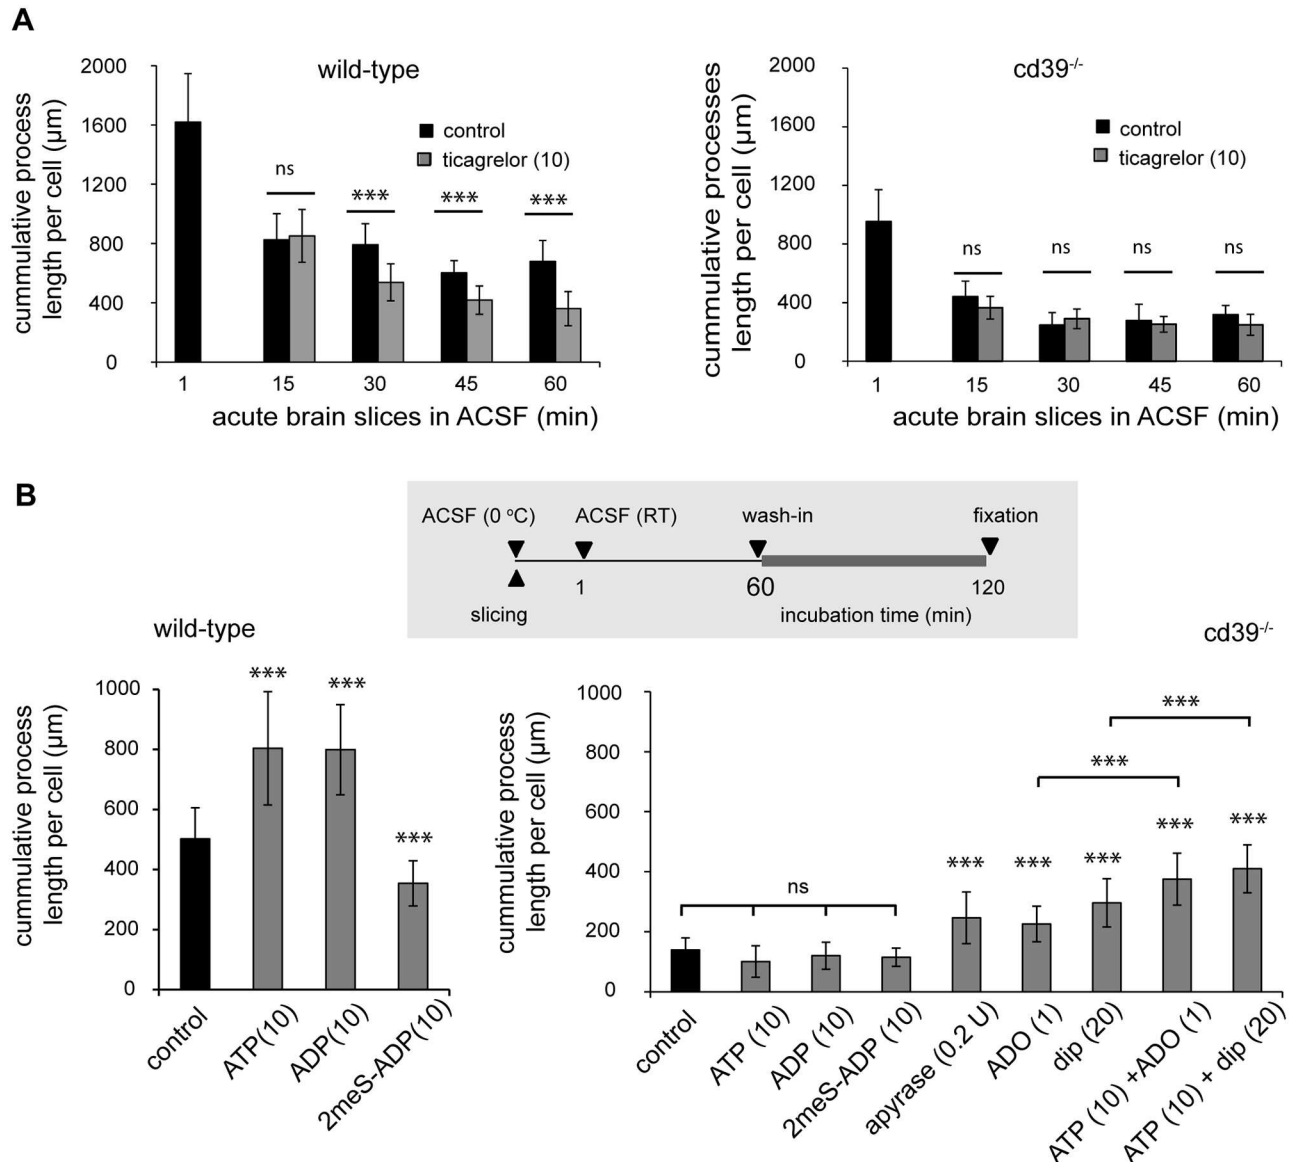 A
wild-type
cummulative process
length per cell (µm)
2000
1600
1200
800
400
0
control
ticagrelor (10)
ns
***
***
***
1 15 30 45 60
acute brain slices in ACSF (min)
cd39-/-
cummulative processes
length per cell (µm)
2000
1600
1200
800
400
0
control
ticagrelor (10)
ns
ns
ns
ns
1 15 30 45 60
acute brain slices in ACSF (min)
B
ACSF (0 ºC) ACSF (RT) wash-in fixation
1 60 120
slicing incubation time (min)
wild-type
cummulative process
length per cell (µm)
1000
800
600
400
200
0
***
***
***
control
ATP(10)
ADP(10)
2meS-ADP(10)
cd39-/-
cummulative process
length per cell (µm)
1000
800
600
400
200
0
ns
***
***
***
***
***
***
***
control
ATP (10)
ADP (10)
2meS-ADP (10)
apyrase (0.2 U)
ADO (1)
dip (20)
ATP (10) +ADO (1)
ATP (10) + dip (20)